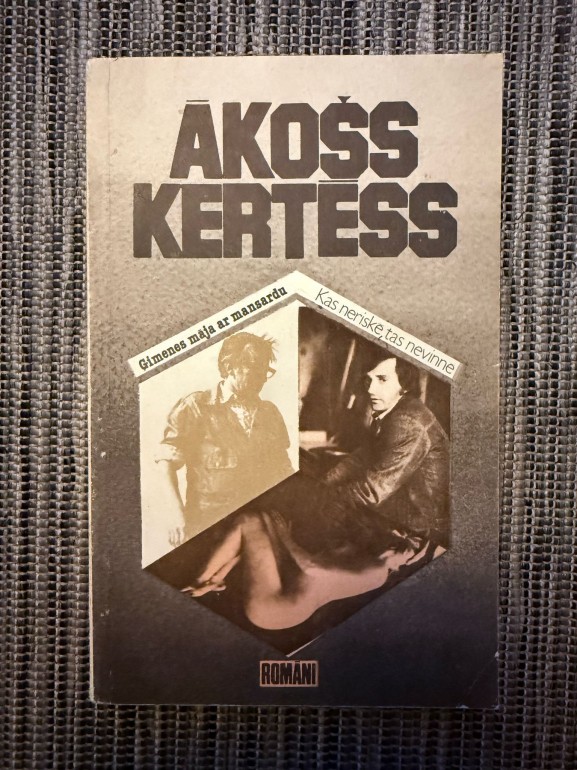 ĀKOŠS
KERTĒSS
Ģimenes māja ar mansardu
Kas neriskē, tas nevinnē
ROMĀNI